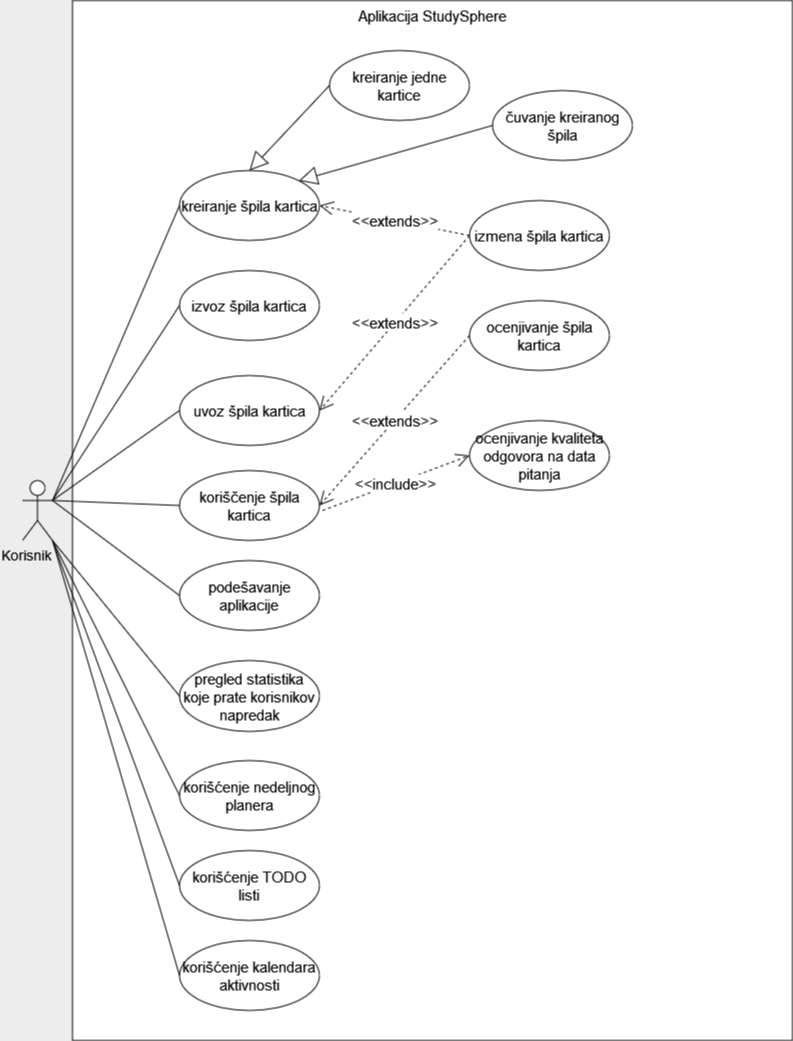 Aplikacija StudySphere
kreiranje jedne
kartice
čuvanje kreiranog
špila
kreiranje špila kartica
<<extends>>
izmena špila kartica
izvoz špila kartica
<<extends>>
ocenjivanje špila
kartica
uvoz špila kartica
<<extends>>
ocenjivanje kvaliteta
odgovora na data
pitanja
<<include>>
koriščenje špila
kartica
Korisnik
podešavanje
aplikacije
pregled statistika
koje prate korisnikov
napredak
korišćenje nedeljnog
planera
korišćenje TODO
listi
korišćenje kalendara
aktivnosti